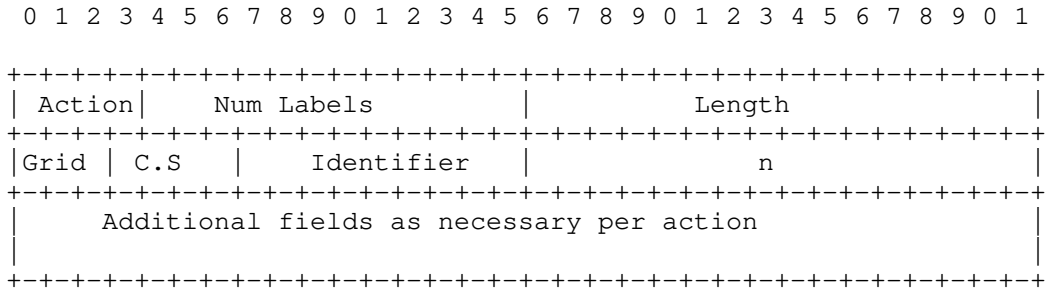 0 1 2 3 4 5 6 7 8 9 0 1 2 3 4 5 6 7 8 9 0 1 2 3 4 5 6 7 8 9 0 1
+-+-+-+-+-+-+-+-+-+-+-+-+-+-+-+-+-+-+-+-+-+-+-+-+-+-+-+-+-+-+-+-+
| Action| Num Labels | Length |
+-+-+-+-+-+-+-+-+-+-+-+-+-+-+-+-+-+-+-+-+-+-+-+-+-+-+-+-+-+-+-+-+
|Grid | C.S | Identifier | n |
+-+-+-+-+-+-+-+-+-+-+-+-+-+-+-+-+-+-+-+-+-+-+-+-+-+-+-+-+-+-+-+-+
| Additional fields as necessary per action |
| |
+-+-+-+-+-+-+-+-+-+-+-+-+-+-+-+-+-+-+-+-+-+-+-+-+-+-+-+-+-+-+-+-+